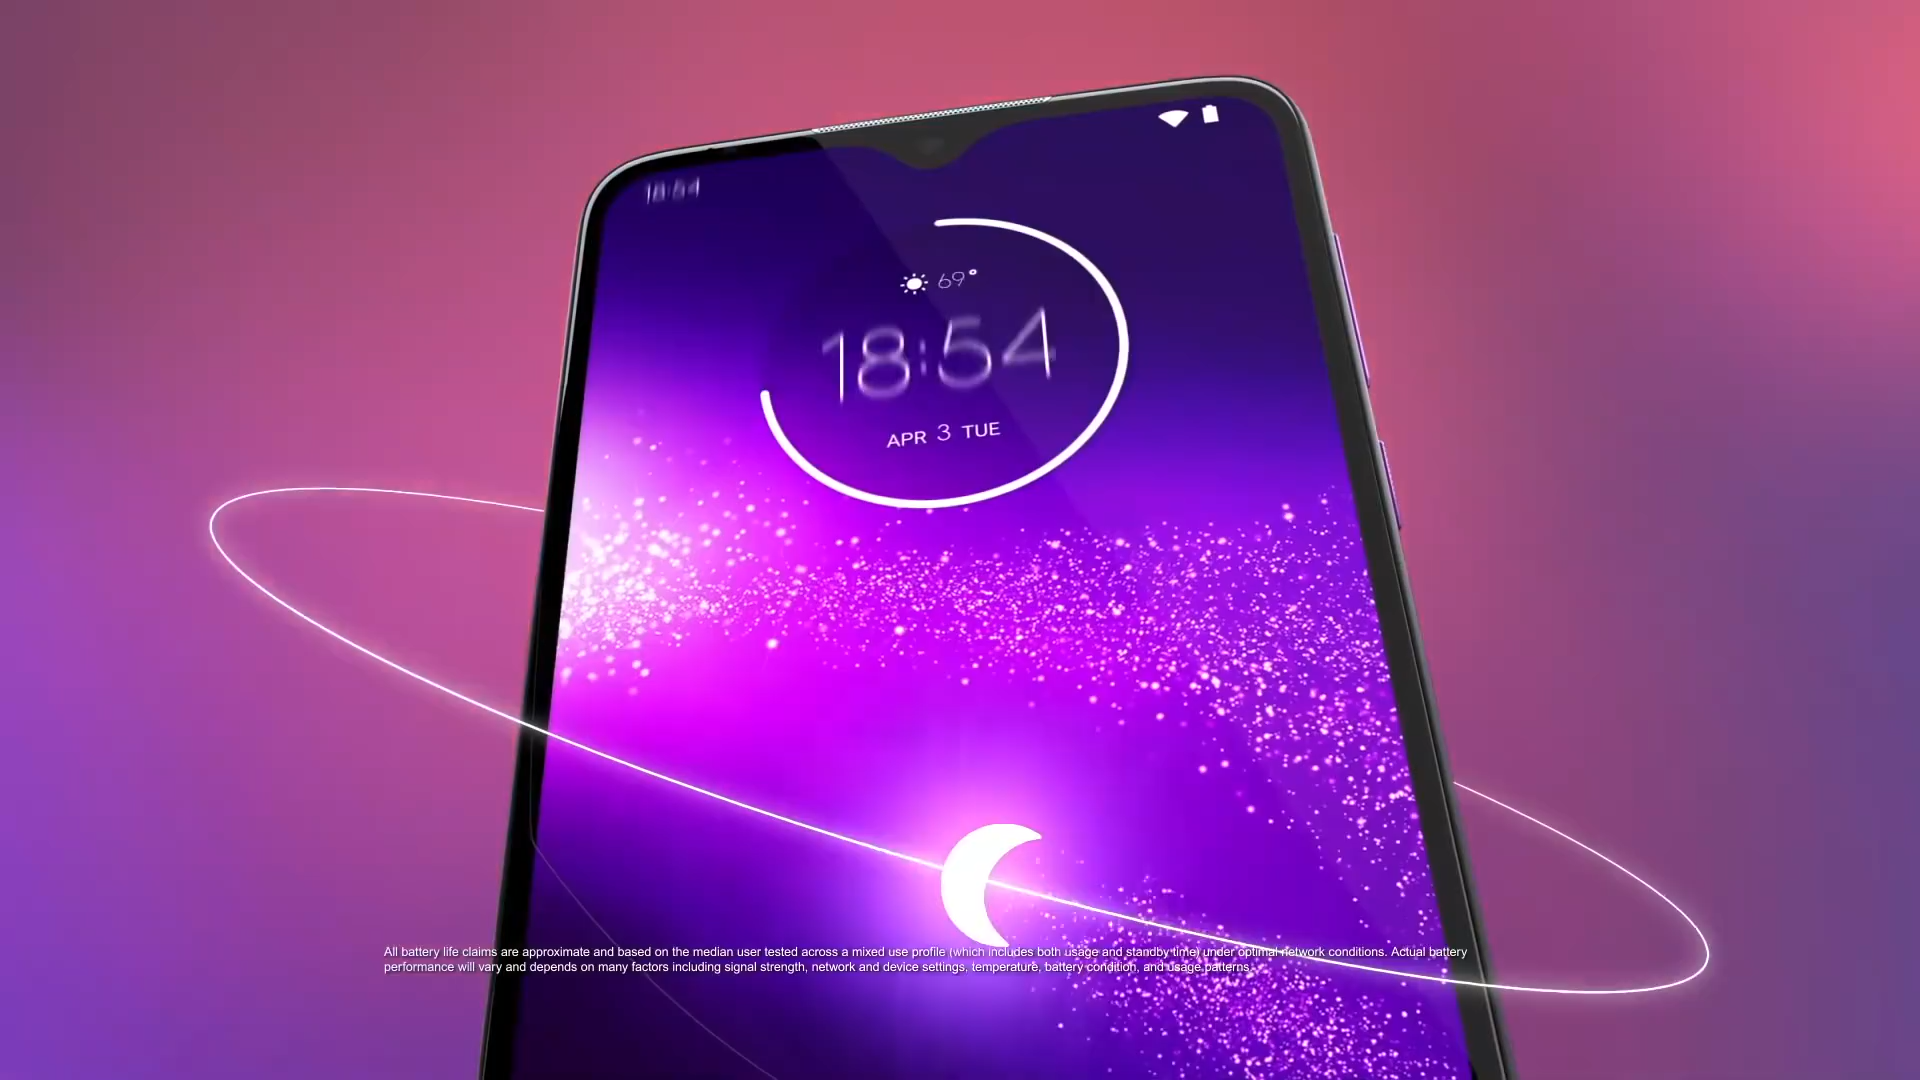 18:54
69°
18:54
APR 3 TUE
All battery life claims are approximate and based on the median user tested across a mixed use profile (which includes both usage and standby time) under optimal network conditions. Actual battery
performance will vary and depends on many factors including signal strength, network and device settings, temperature, battery condition, and usage patterns.